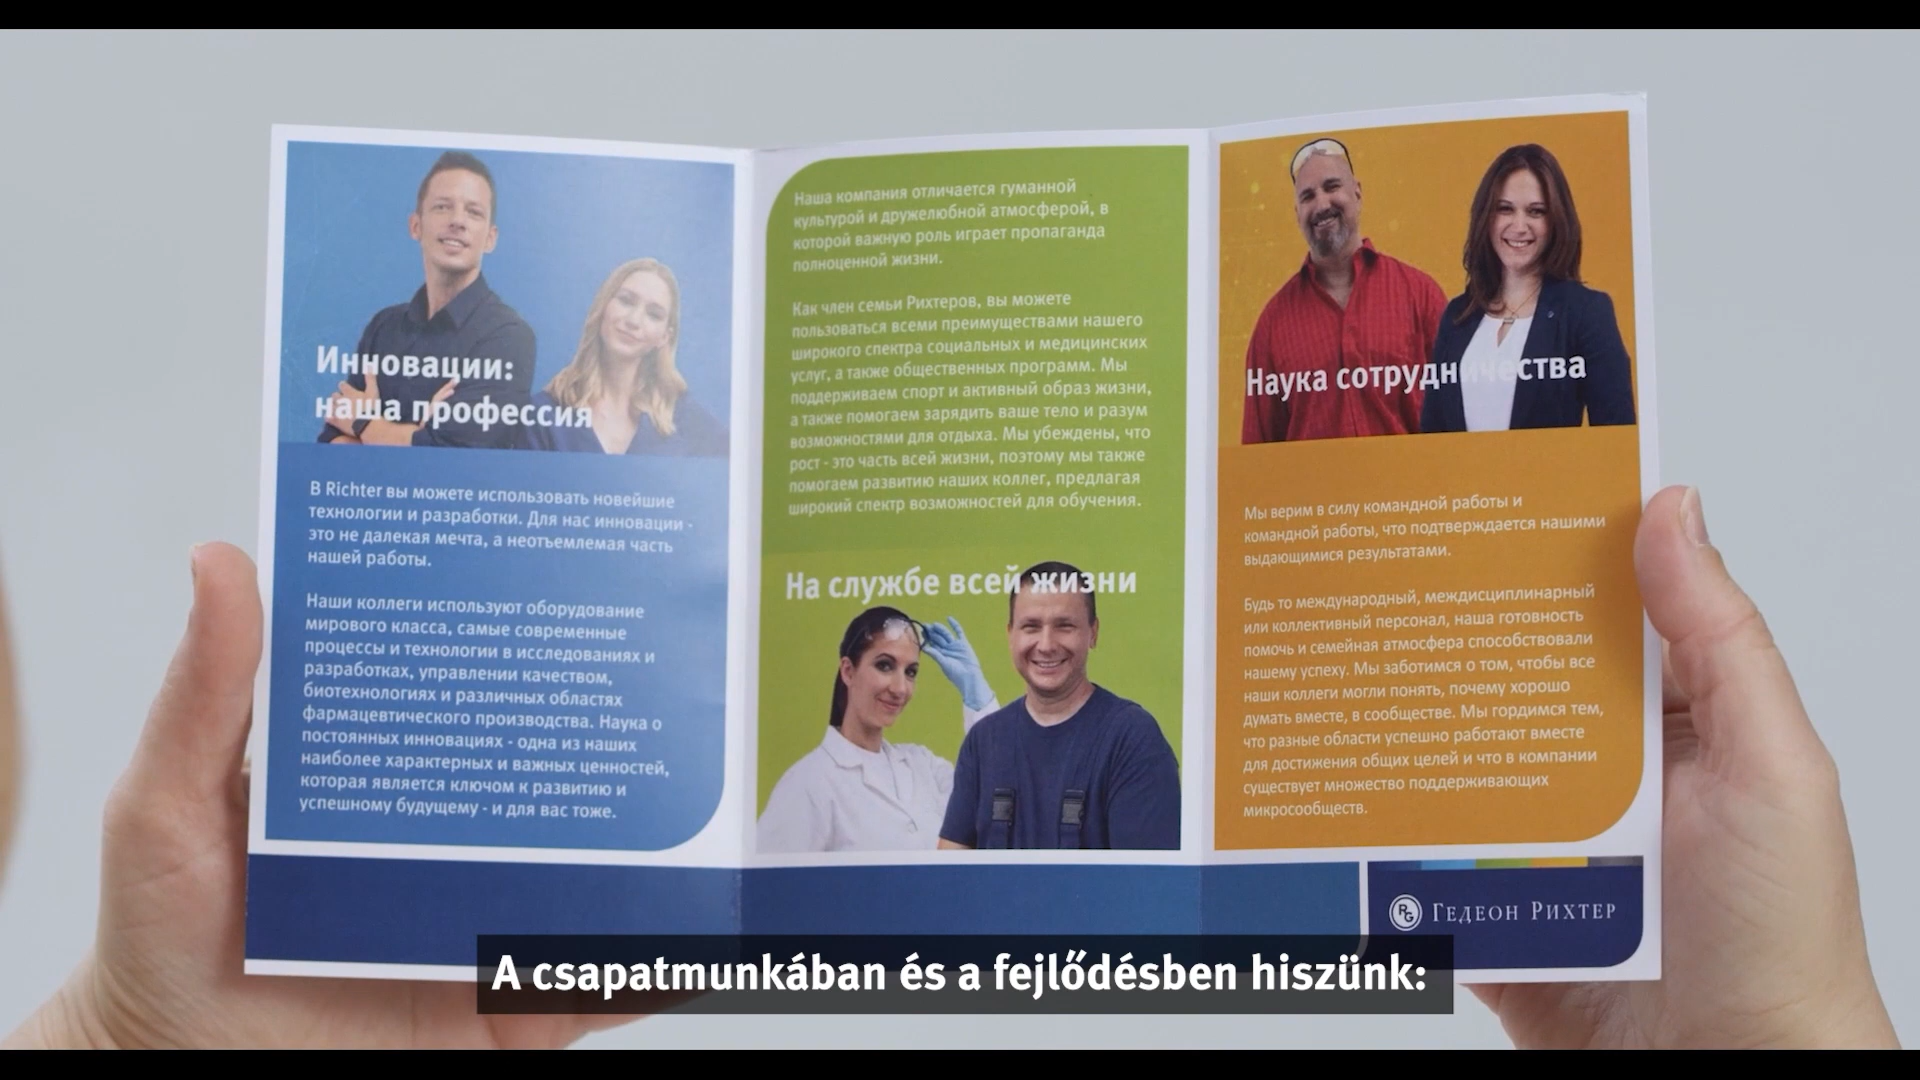 Инновации:
наша профессия
В Richter вы можете использовать новейшие
технологии и разработки. Для нас инновации -
это не далекая мечта, а неотъемлемая часть
нашей работы.
Наши коллеги используют оборудование
мирового класса, самые современные
процессы и технологии в исследованиях и
разработках, управлении качеством,
биотехнологиях и различных областях
фармацевтического производства. Наука о
постоянных инновациях - одна из наших
наиболее характерных и важных ценностей,
которая является ключом к развитию и
успешному будущему - и для вас тоже.
Наша компания отличается гуманной
культурой и дружелюбной атмосферой, в
которой важную роль играет пропаганда
полноценной жизни.
Как член семьи Рихтеров, вы можете
пользоваться всеми преимуществами нашего
широкого спектра социальных и медицинских
услуг, а также общественных программ. Мы
поддерживаем спорт и активный образ жизни,
а также помогаем зарядить ваше тело и разум
возможностями для отдыха. Мы убеждены, что
рост - это часть всей жизни, поэтому мы также
помогаем развитию наших коллег, предлагая
широкий спектр возможностей для обучения.
На службе всей жизни
Наука сотрудничества
Мы верим в силу командной работы и
командной работы, что подтверждается нашими
выдающимися результатами.
Будь то международный, междисциплинарный
или коллективный персонал, наша готовность
помочь и семейная атмосфера способствовали
нашему успеху. Мы заботимся о том, чтобы все
наши коллеги могли понять, почему хорошо
думать вместе, в сообществе. Мы гордимся тем,
что разные области успешно работают вместе
для достижения общих целей и что в компании
существует множество поддерживающих
микросообществ.
RG ГЕДЕОН РИХТЕР
A csapatmunkában és a fejlődésben hiszünk: